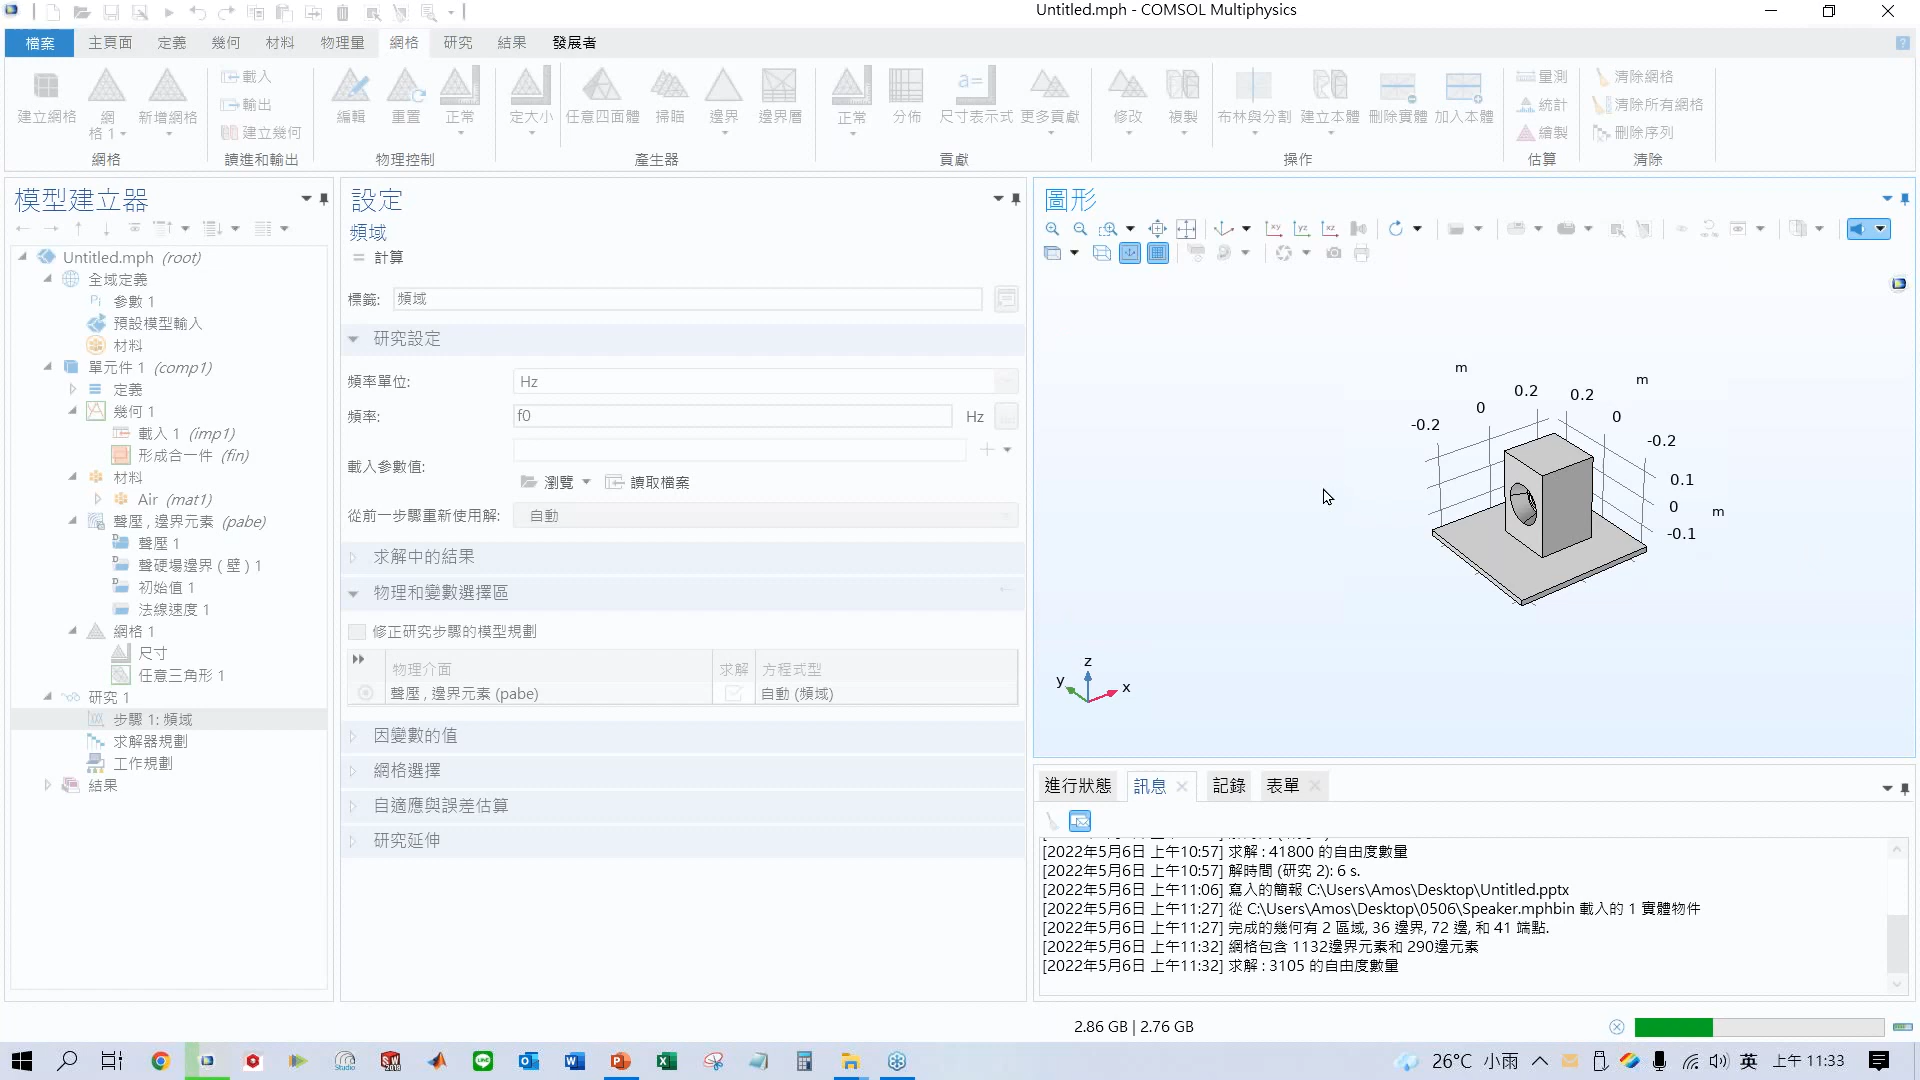 Untitled.mph - COMSOL Multiphysics
檔案 主頁面 定義 幾何 材料 物理量 網格 研究 結果 發展者
建立網格 網格 1 新增網格
載入
輸出
建立幾何
編輯 重置 正常
定大小 任意四面體 掃瞄 邊界 邊界層
正常 分佈 尺寸表示式 更多貢獻
修改 複製 布林與分割 建立本體 刪除實體 加入本體
量測
統計
繪製
清除網格
清除所有網格
刪除序列
網格 讀進和輸出 物理控制 產生器 貢獻 操作 估算 清除
模型建立器
Untitled.mph (root)
全域定義
參數 1
預設模型輸入
材料
單元件 1 (comp1)
定義
幾何 1
載入 1 (imp1)
形成合一件 (fin)
材料
Air (mat1)
聲壓 , 邊界元素 (pabe)
聲壓 1
聲硬場邊界 ( 壁 ) 1
初始值 1
法線速度 1
網格 1
尺寸
任意三角形 1
研究 1
步驟 1: 頻域
求解器規劃
工作規劃
結果
設定
頻域
= 計算
標籤: 頻域
研究設定
頻率單位: Hz
頻率: f0 Hz
載入參數值:
瀏覽 讀取檔案
從前一步驟重新使用解: 自動
求解中的結果
物理和變數選擇區
修正研究步驟的模型規劃
物理介面 求解 方程式型
聲壓 , 邊界元素 (pabe) 自動 (頻域)
因變數的值
網格選擇
自適應與誤差估算
研究延伸
圖形
m
m
0.2 0.2
0 0
-0.2 -0.2
0.1
0 m
-0.1
z
y x
進行狀態 訊息 記錄 表單
[2022年5月6日 上午10:57] 求解 : 41800 的自由度數量
[2022年5月6日 上午10:57] 解時間 (研究 2): 6 s.
[2022年5月6日 上午11:06] 寫入的簡報 C:\Users\Amos\Desktop\Untitled.pptx
[2022年5月6日 上午11:27] 從 C:\Users\Amos\Desktop\0506\Speaker.mphbin 載入的 1 實體物件
[2022年5月6日 上午11:27] 完成的幾何有 2 區域, 36 邊界, 72 邊, 和 41 端點.
[2022年5月6日 上午11:32] 網格包含 1132邊界元素和 290邊元素
[2022年5月6日 上午11:32] 求解 : 3105 的自由度數量
2.86 GB | 2.76 GB
26°C 小雨 英 上午 11:33